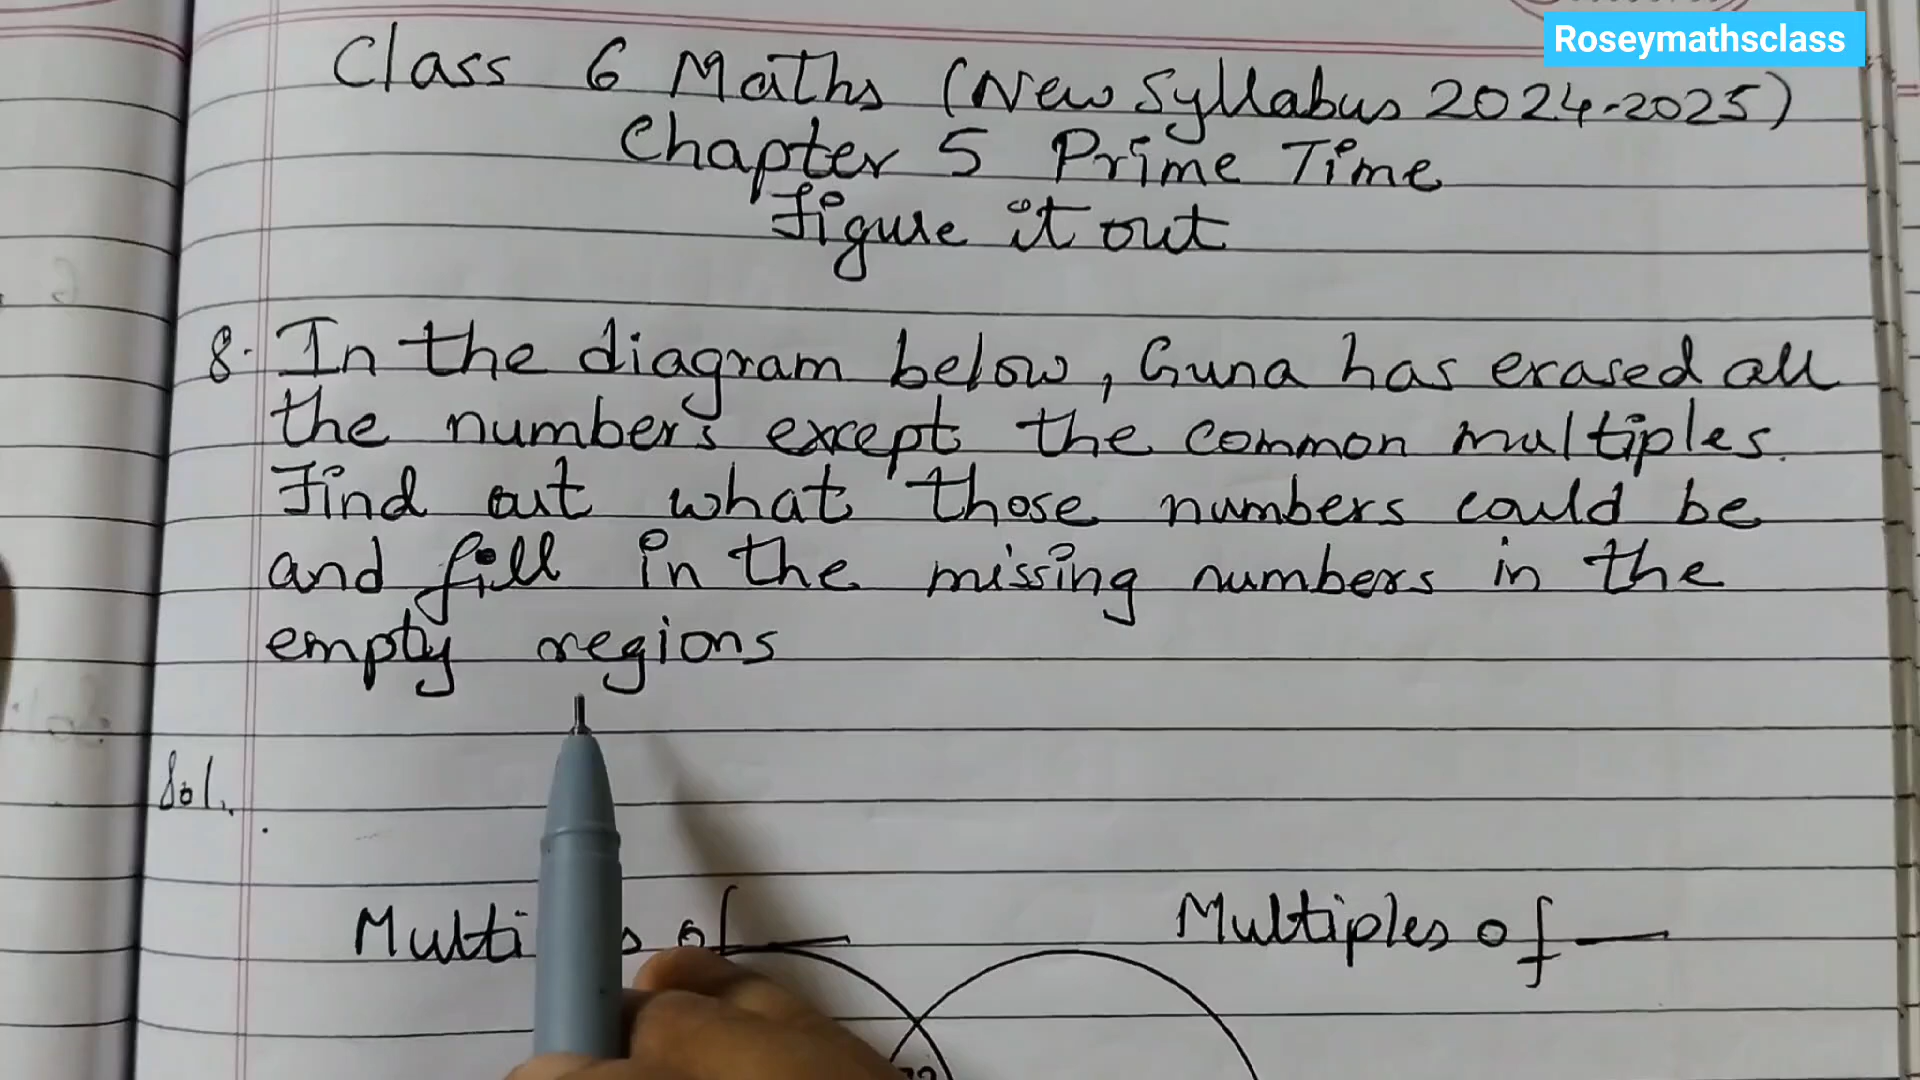 Roseymathsclass
Class 6 Maths (New Syllabus 2024-2025)
Chapter 5 Prime Time
Figure it out
8. In the diagram below, Guna has erased all
the numbers except the common multiples.
Find out what those numbers could be
and fill in the missing numbers in the
empty regions
Sol.
Multi s of — Multiples of —